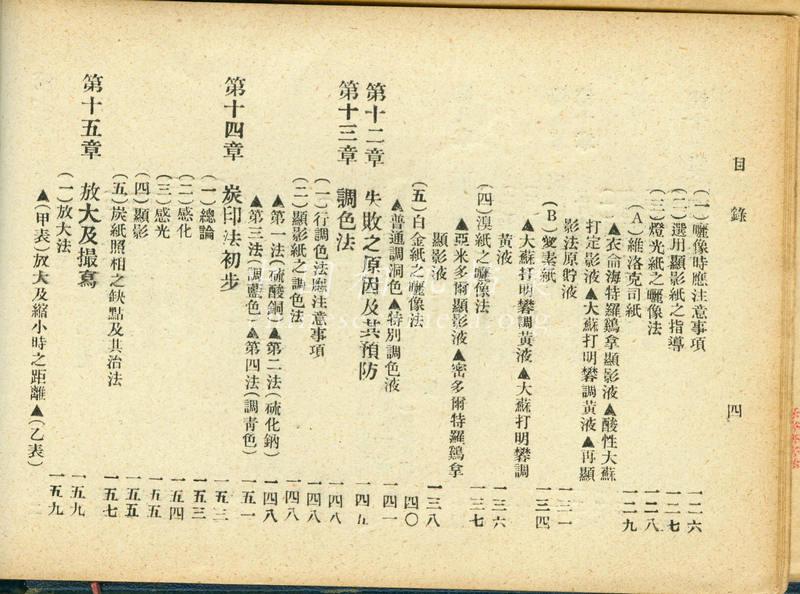 目錄
四
(一)曬像時應注意事項 一二六
(二)選用顯影紙之指導 一二七
(三)燈光紙之曬像法 一二八
(A)維洛克司紙 一二九
▲衣侖海特羅鷄拿顯影液▲酸性大蘇
打定影液▲大蘇打明礬調黃液▲再顯
影法原貯液 一三一
(B)愛素紙 一三四
▲大蘇打明礬調黃液▲大蘇打明礬調
黃液 一三六
(四)溴紙之曬像法 一三七
▲亞米多爾顯影液▲密多爾特羅鷄拿
顯影液 一三八
(五)白金紙之曬像法 一四〇
▲普通調洞色▲特別調色液 一四一
第十二章 失敗之原因及其預防 一四五
第十三章 調色法 一四八
(一)行調色法應注意事項 一四八
(二)顯影紙之調色法 一四八
▲第一法(硫酸銅)▲第二法(硫化鈉) 一四八
▲第三法(調藍色)▲第四法(調青色) 一五一
第十四章 炭印法初步 一五三
(一)總論 一五三
(二)感化 一五四
(三)感光 一五五
(四)顯影 一五五
(五)炭紙照相之缺點及其治法 一五七
第十五章 放大及撮寫 一五九
(一)放大法 一五九
▲(甲表)放大及縮小時之距離▲(乙表)